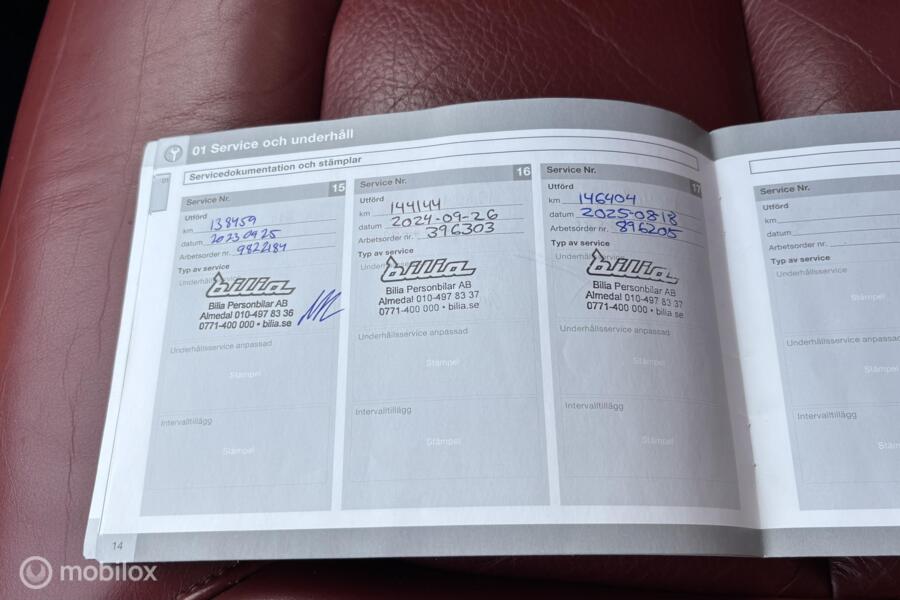 01 Service och underhåll
Servicedokumentation och stämplar
01
Service Nr. 15
Utförd
km 138459
datum 2023 09 25
Arbetsorder nr. 9822184
Typ av service
Underhållsservice
bilia
Bilia Personbilar AB
Almedal 010-497 83 36
0771-400 000 • bilia.se
Underhållsservice anpassad
Stämpel
Intervalltillägg
Stämpel
Service Nr. 16
Utförd
km 144144
datum 2024-09-26
Arbetsorder nr. 396303
Typ av service
bilia
Bilia Personbilar AB
Almedal 010-497 83 37
0771-400 000 • bilia.se
Underhållsservice anpassad
Stämpel
Intervalltillägg
Stämpel
Service Nr. 17
Utförd
km 146404
datum 2025-08-18
Arbetsorder nr. 896205
Typ av service
bilia
Bilia Personbilar AB
Almedal 010-497 83 37
0771-400 000 • bilia.se
Underhållsservice anpassad
Stämpel
Intervalltillägg
Stämpel
Service Nr.
Utförd
km
datum
Arbetsorder nr.
Typ av service
Underhållsservice
Stämpel
Underhållsservice anpassad
Stämpel
Intervalltillägg
14
mobilox